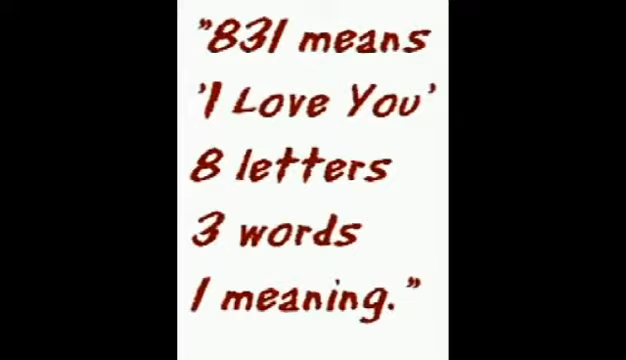 "831 means
'I Love You'
8 letters
3 words
1 meaning."